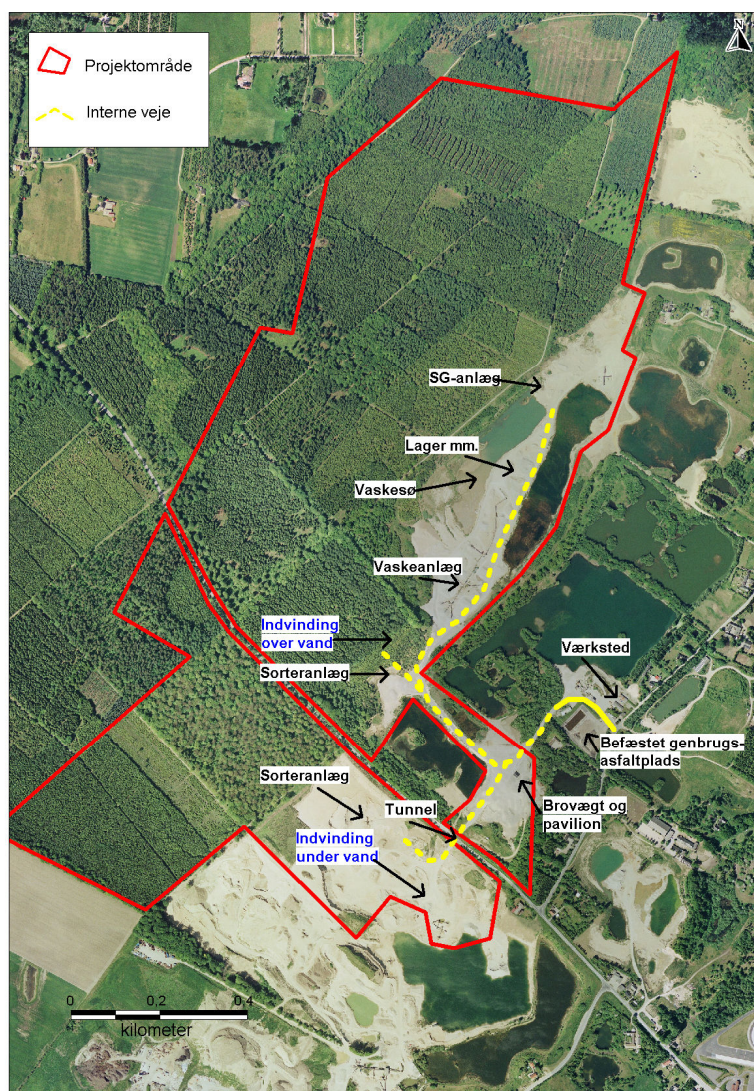 Projektområde
Interne veje
SG-anlæg
Lager mm.
Vaskesø
Vaskeanlæg
Indvinding
over vand
Sorteranlæg
Værksted
Befæstet genbrugs-
asfaltplads
Sorteranlæg
Tunnel
Brovægt og
pavilion
Indvinding
under vand
0 0,2 0,4
kilometer